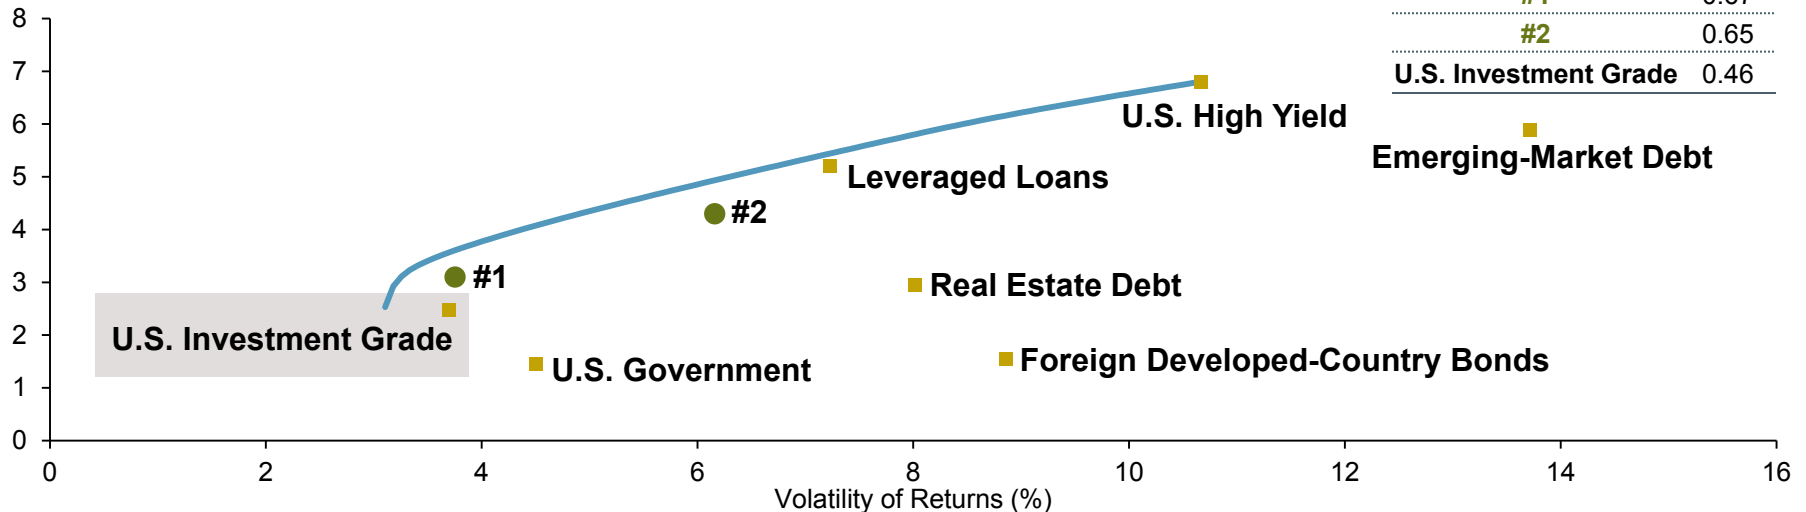 8
#2 0.65
7
U.S. Investment Grade 0.46
6
U.S. High Yield
Emerging-Market Debt
5
Leveraged Loans
4
#2
3
#1
Real Estate Debt
2
U.S. Investment Grade
Foreign Developed-Country Bonds
U.S. Government
1
0
0 2 4 6 8 10 12 14 16
Volatility of Returns (%)